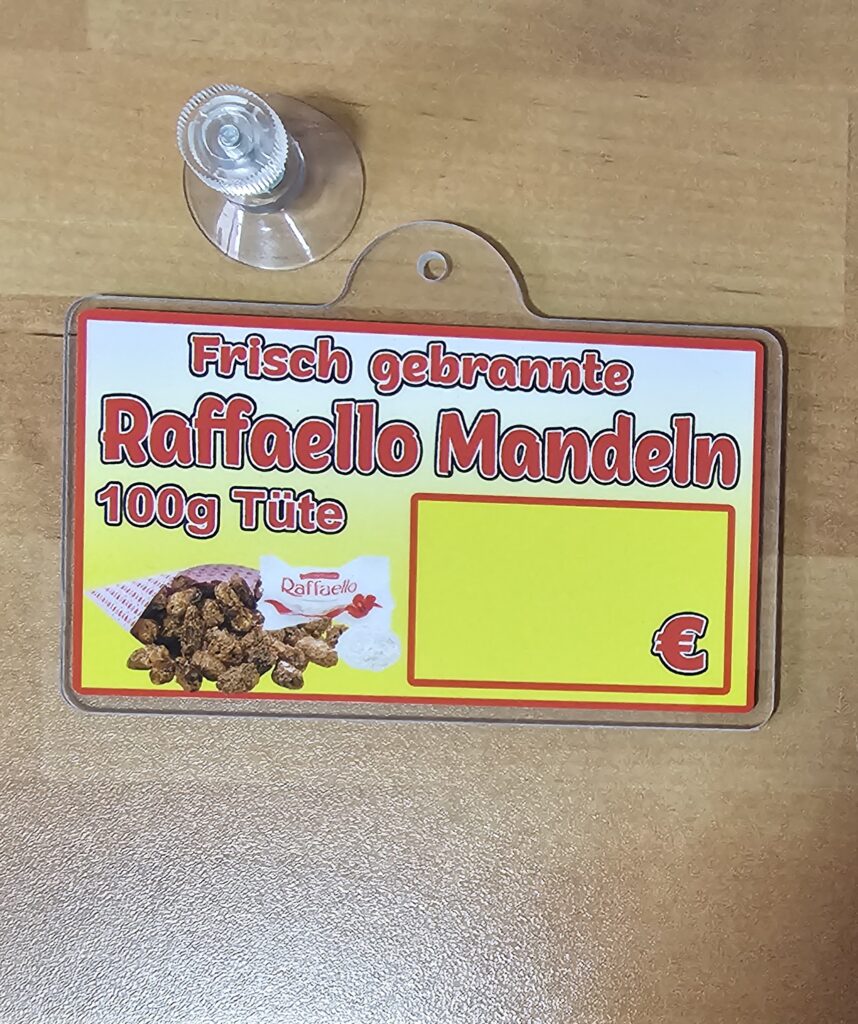 Frisch gebrannte
Raffaello Mandeln
100g Tüte
Raffaello
€